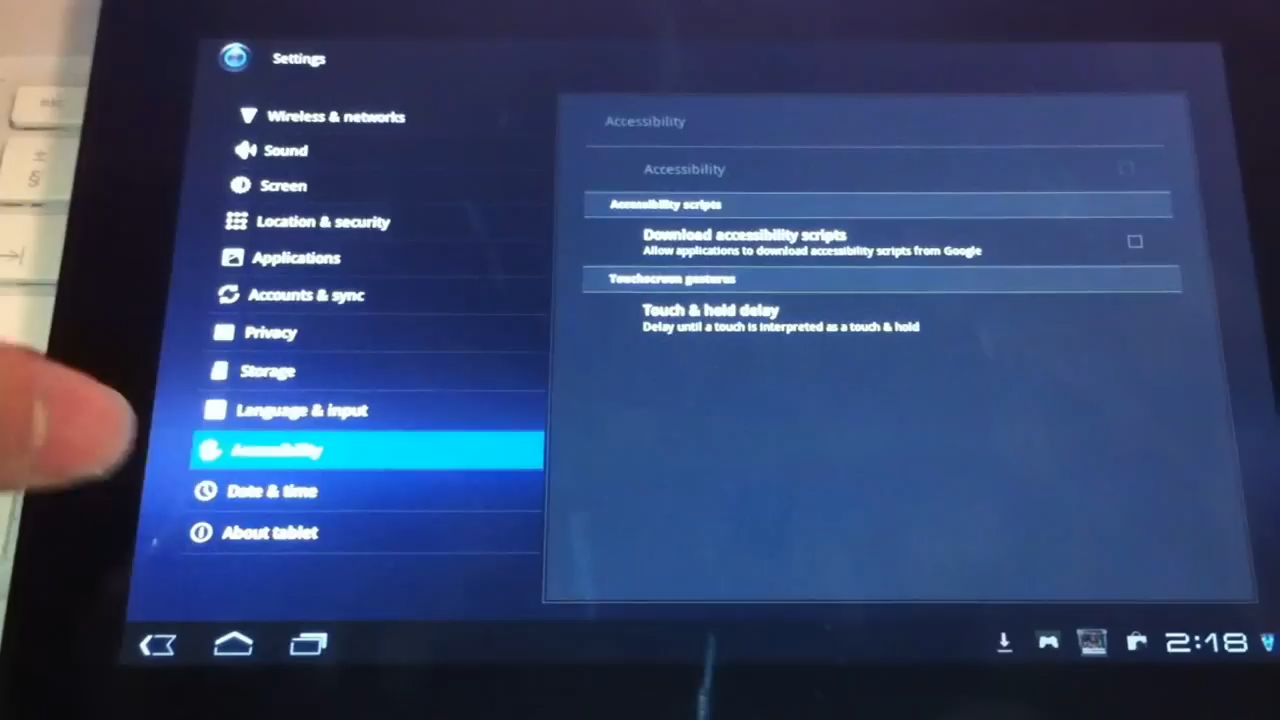 Settings
Wireless & networks
Sound
Screen
Location & security
Applications
Accounts & sync
Privacy
Storage
Language & input
Accessibility
Date & time
About tablet
Accessibility
Accessibility
Accessibility scripts
Download accessibility scripts
Allow applications to download accessibility scripts from Google
Touchscreen gestures
Touch & hold delay
Delay until a touch is interpreted as a touch & hold
2:18
±
§